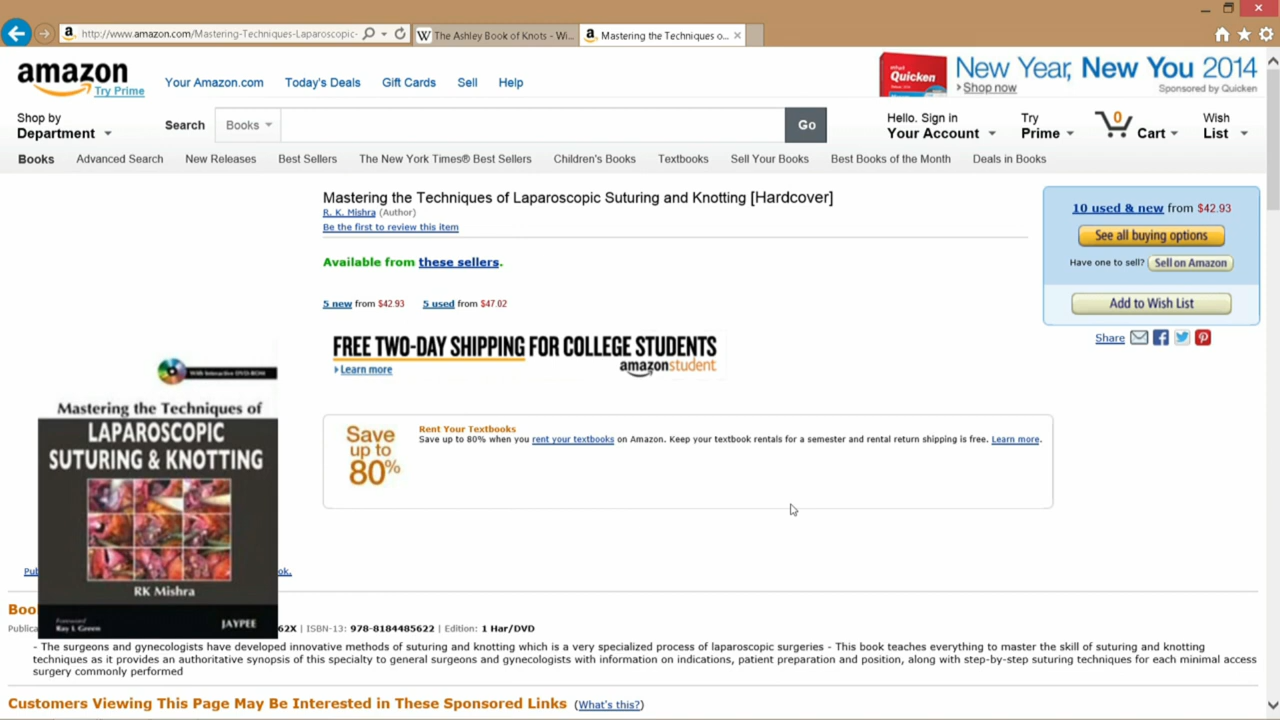 http://www.amazon.com/Mastering-Techniques-Laparoscopic-
The Ashley Book of Knots - Wi...
Mastering the Techniques o...
amazon
Try Prime
Your Amazon.com
Today's Deals
Gift Cards
Sell
Help
Quicken
New Year, New You 2014
Shop now
Sponsored by Quicken
Shop by
Department
Search
Books
Go
Hello. Sign in
Your Account
Try
Prime
0
Cart
Wish
List
Books
Advanced Search
New Releases
Best Sellers
The New York Times® Best Sellers
Children's Books
Textbooks
Sell Your Books
Best Books of the Month
Deals in Books
Mastering the Techniques of Laparoscopic Suturing and Knotting [Hardcover]
R. K. Mishra (Author)
Be the first to review this item
Available from these sellers.
5 new from $42.93 5 used from $47.02
10 used & new from $42.93
See all buying options
Have one to sell? Sell on Amazon
Add to Wish List
Share
FREE TWO-DAY SHIPPING FOR COLLEGE STUDENTS
Learn more
amazonstudent
Save
up to
80%
Rent Your Textbooks
Save up to 80% when you rent your textbooks on Amazon. Keep your textbook rentals for a semester and rental return shipping is free. Learn more.
With Interactive DVD-ROM
Mastering the Techniques of
LAPAROSCOPIC
SUTURING & KNOTTING
RK Mishra
Foreword
JAYPEE
62X | ISBN-13: 978-8184485622 | Edition: 1 Har/DVD
- The surgeons and gynecologists have developed innovative methods of suturing and knotting which is a very specialized process of laparoscopic surgeries - This book teaches everything to master the skill of suturing and knotting
techniques as it provides an authoritative synopsis of this specialty to general surgeons and gynecologists with information on indications, patient preparation and position, along with step-by-step suturing techniques for each minimal access
surgery commonly performed
Customers Viewing This Page May Be Interested in These Sponsored Links (What's this?)